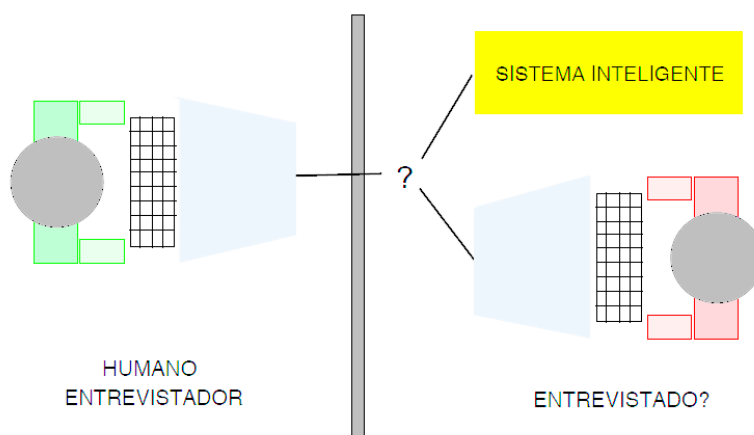 SISTEMA INTELIGENTE
?
HUMANO
ENTREVISTADOR
ENTREVISTADO?